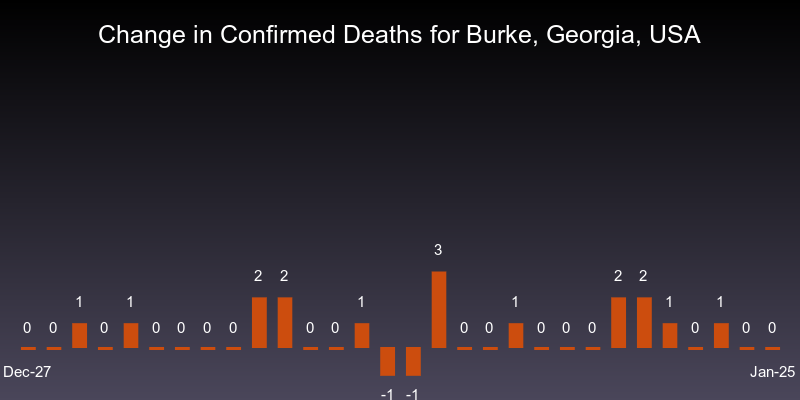 Change in Confirmed Deaths for Burke, Georgia, USA
3
2 2 2 2
1 1 1 1 1 1
0 0 0 0 0 0 0 0 0 0 0 0 0 0 0 0 0
Dec-27 Jan-25
-1 -1